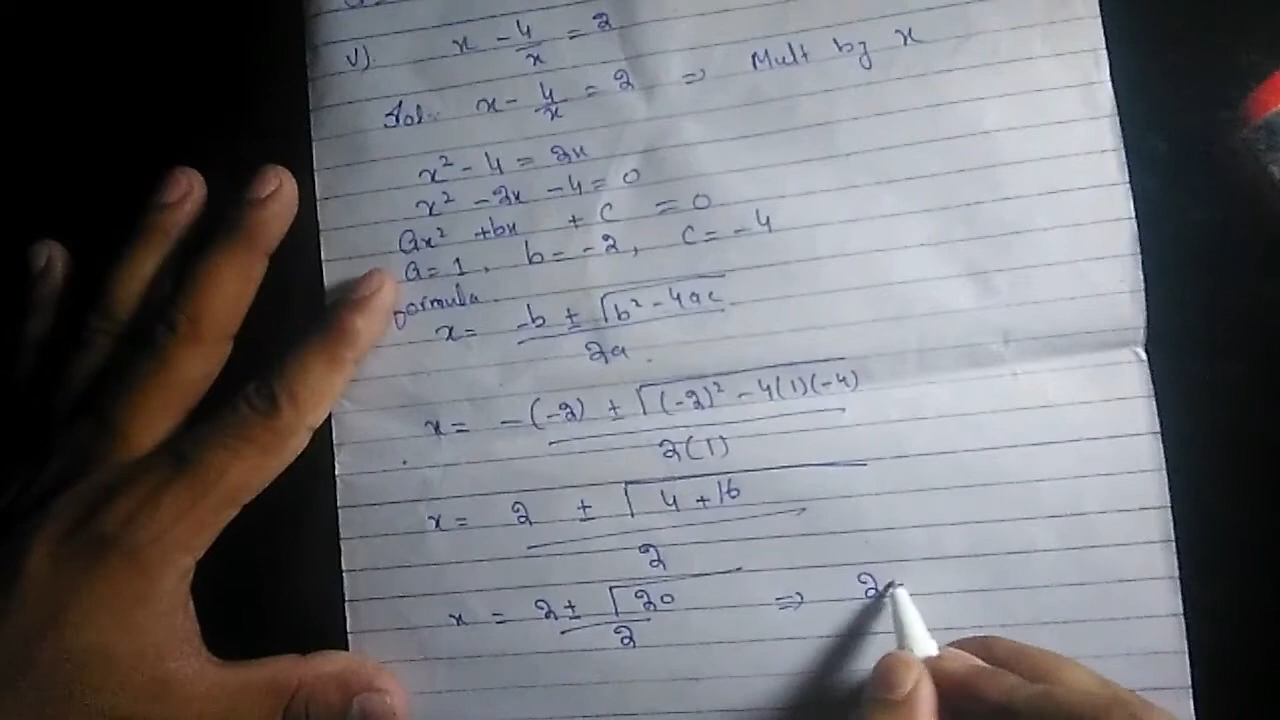 v). x - 4/x = 2
Sol: x - 4/x = 2 ⇒ Mult by x
x² - 4 = 2x
x² - 2x - 4 = 0
ax² + bx + c = 0
a = 1, b = -2, c = -4
formula
x = -b ± √b² - 4ac / 2a
x = -(-2) ± √(-2)² - 4(1)(-4) / 2(1)
x = 2 ± √4 + 16 / 2
x = 2 ± √20 / 2 ⇒ 2